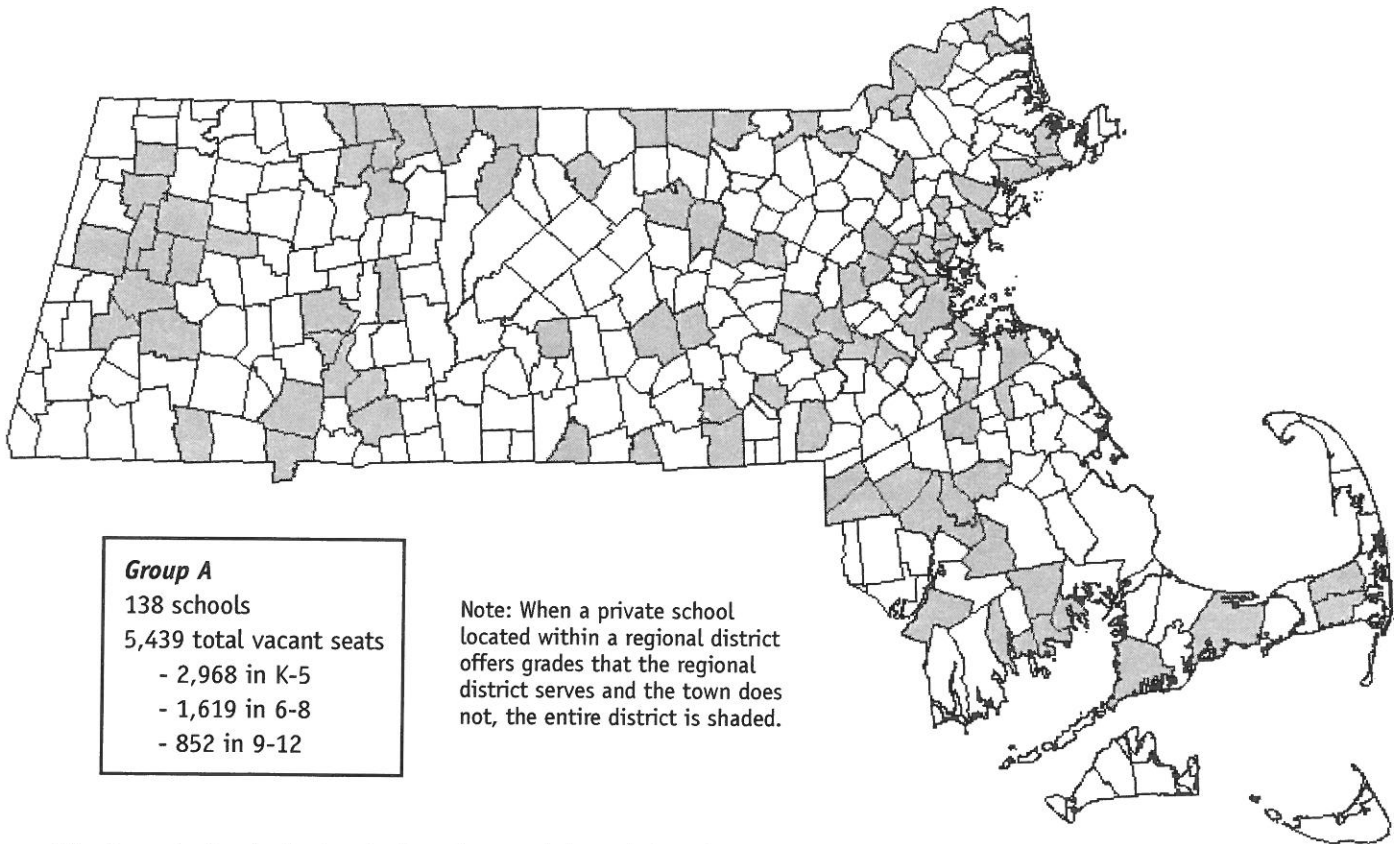 Group A
138 schools
5,439 total vacant seats
- 2,968 in K-5
- 1,619 in 6-8
- 852 in 9-12
Note: When a private school
located within a regional district
offers grades that the regional
district serves and the town does
not, the entire district is shaded.